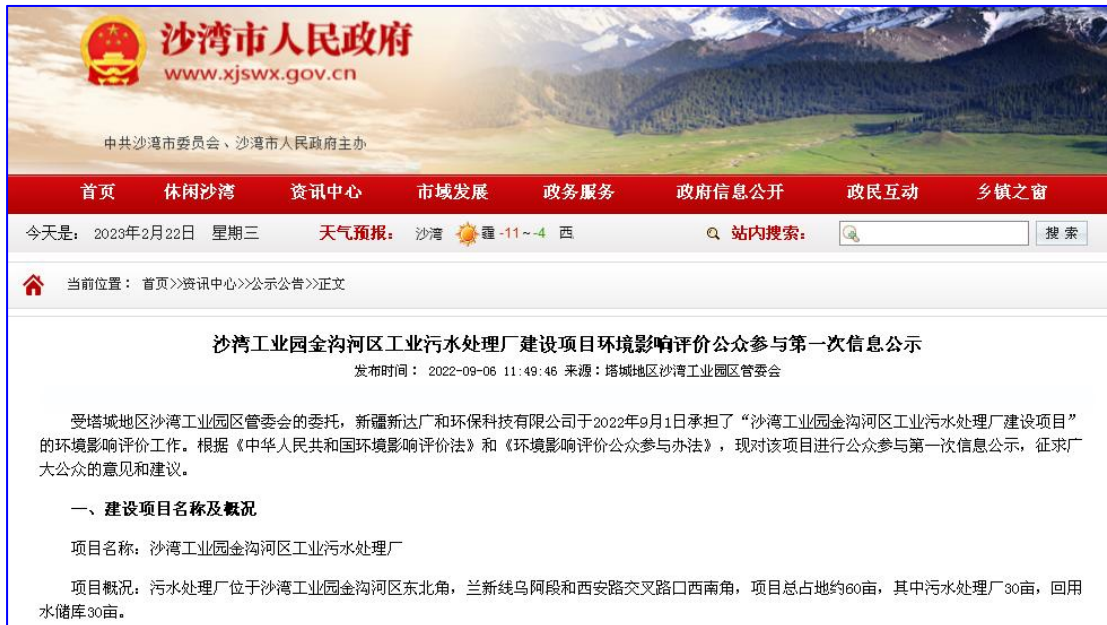 沙湾市人民政府
www.xjswx.gov.cn
中共沙湾市委员会、沙湾市人民政府主办
首页 休闲沙湾 资讯中心 市域发展 政务服务 政府信息公开 政民互动 乡镇之窗
今天是: 2023年2月22日 星期三 天气预报: 沙湾 霾 -11~-4 西 站内搜索: 搜 索
当前位置: 首页>>资讯中心>>公示公告>>正文
沙湾工业园金沟河区工业污水处理厂建设项目环境影响评价公众参与第一次信息公示
发布时间: 2022-09-06 11:49:46 来源:塔城地区沙湾工业园区管委会
受塔城地区沙湾工业园区管委会的委托，新疆新达广和环保科技有限公司于2022年9月1日承担了“沙湾工业园金沟河区工业污水处理厂建设项目”
的环境影响评价工作。根据《中华人民共和国环境影响评价法》和《环境影响评价公众参与办法》，现对该项目进行公众参与第一次信息公示，征求广
大公众的意见和建议。
一、建设项目名称及概况
项目名称：沙湾工业园金沟河区工业污水处理厂
项目概况：污水处理厂位于沙湾工业园金沟河区东北角，兰新线乌阿段和西安路交叉路口西南角，项目总占地约60亩，其中污水处理厂30亩，回用
水储库30亩。